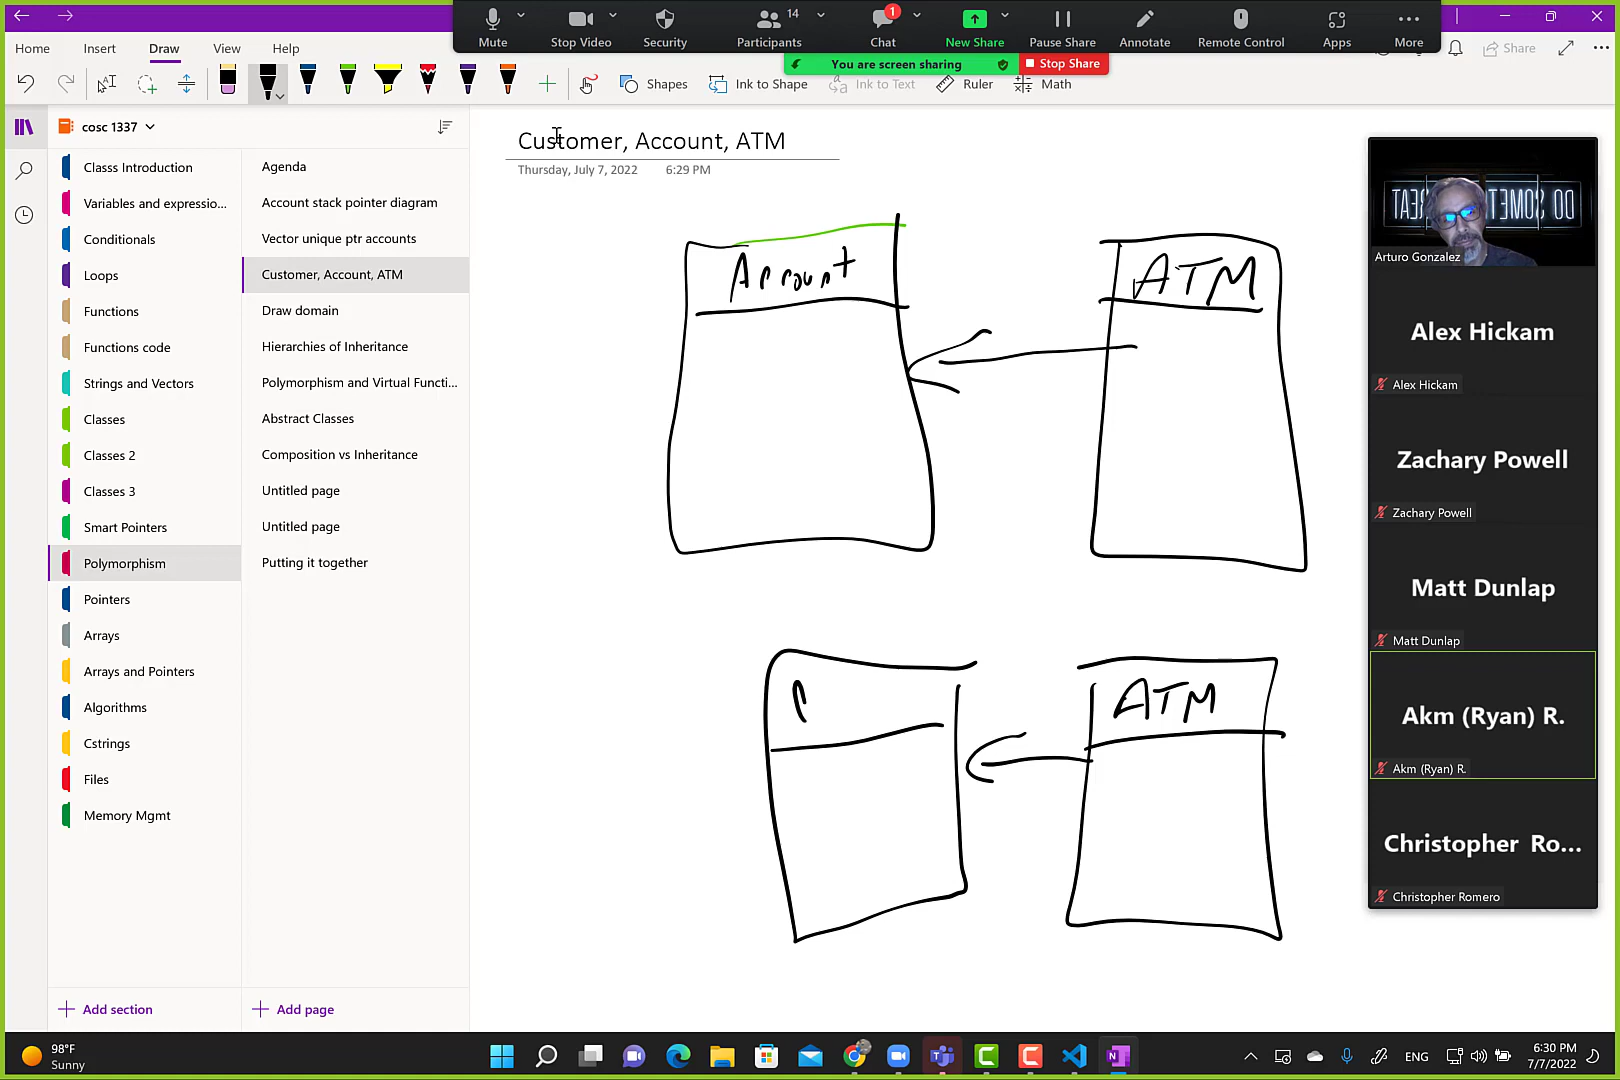 Mute
Stop Video
Security
14
Participants
1
Chat
New Share
Pause Share
Annotate
Remote Control
Apps
More
You are screen sharing
Stop Share
Home
Insert
Draw
View
Help
Share
Shapes
Ink to Shape
Ink to Text
Ruler
Math
cosc 1337
Classs Introduction
Variables and expressio...
Conditionals
Loops
Functions
Functions code
Strings and Vectors
Classes
Classes 2
Classes 3
Smart Pointers
Polymorphism
Pointers
Arrays
Arrays and Pointers
Algorithms
Cstrings
Files
Memory Mgmt
Add section
Agenda
Account stack pointer diagram
Vector unique ptr accounts
Customer, Account, ATM
Draw domain
Hierarchies of Inheritance
Polymorphism and Virtual Functi...
Abstract Classes
Composition vs Inheritance
Untitled page
Untitled page
Putting it together
Add page
Customer, Account, ATM
Thursday, July 7, 2022 6:29 PM
Account
ATM
ATM
Arturo Gonzalez
Alex Hickam
Alex Hickam
Zachary Powell
Zachary Powell
Matt Dunlap
Matt Dunlap
Akm (Ryan) R.
Akm (Ryan) R.
Christopher Ro...
Christopher Romero
98°F
Sunny
ENG
6:30 PM
7/7/2022